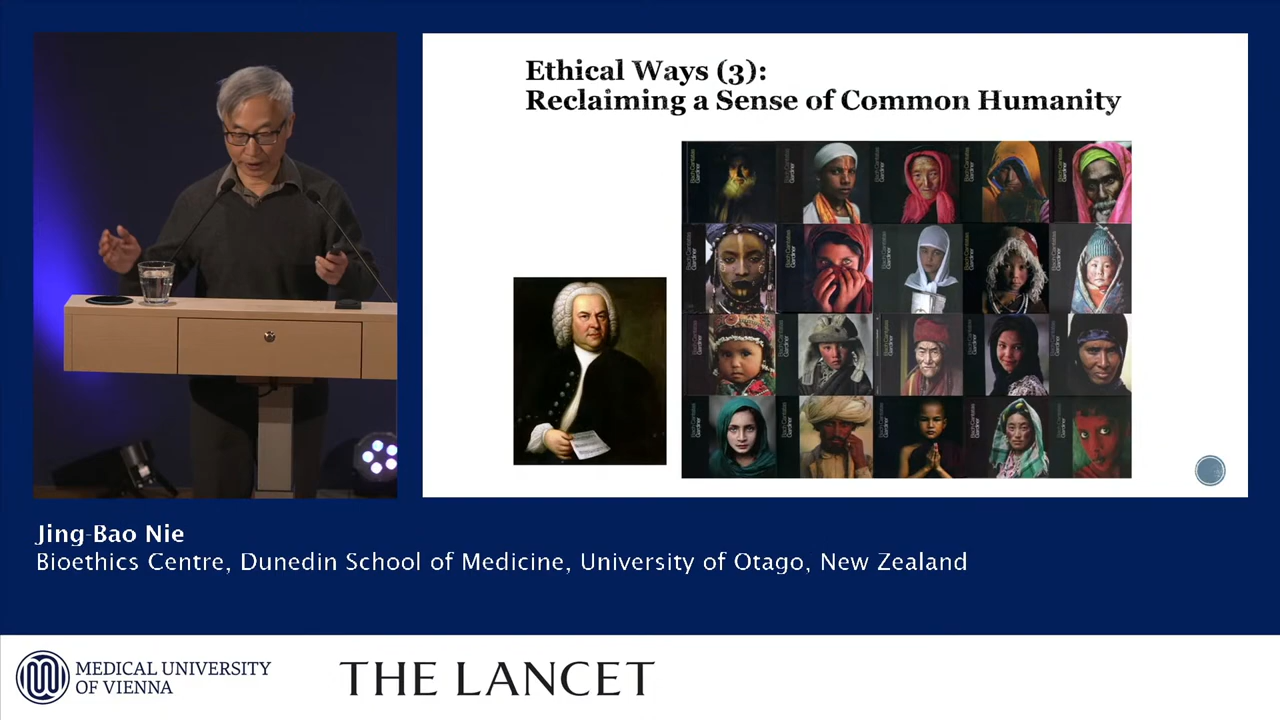 Ethical Ways (3):
Reclaiming a Sense of Common Humanity
Jing-Bao Nie
Bioethics Centre, Dunedin School of Medicine, University of Otago, New Zealand
MEDICAL UNIVERSITY
OF VIENNA
THE LANCET